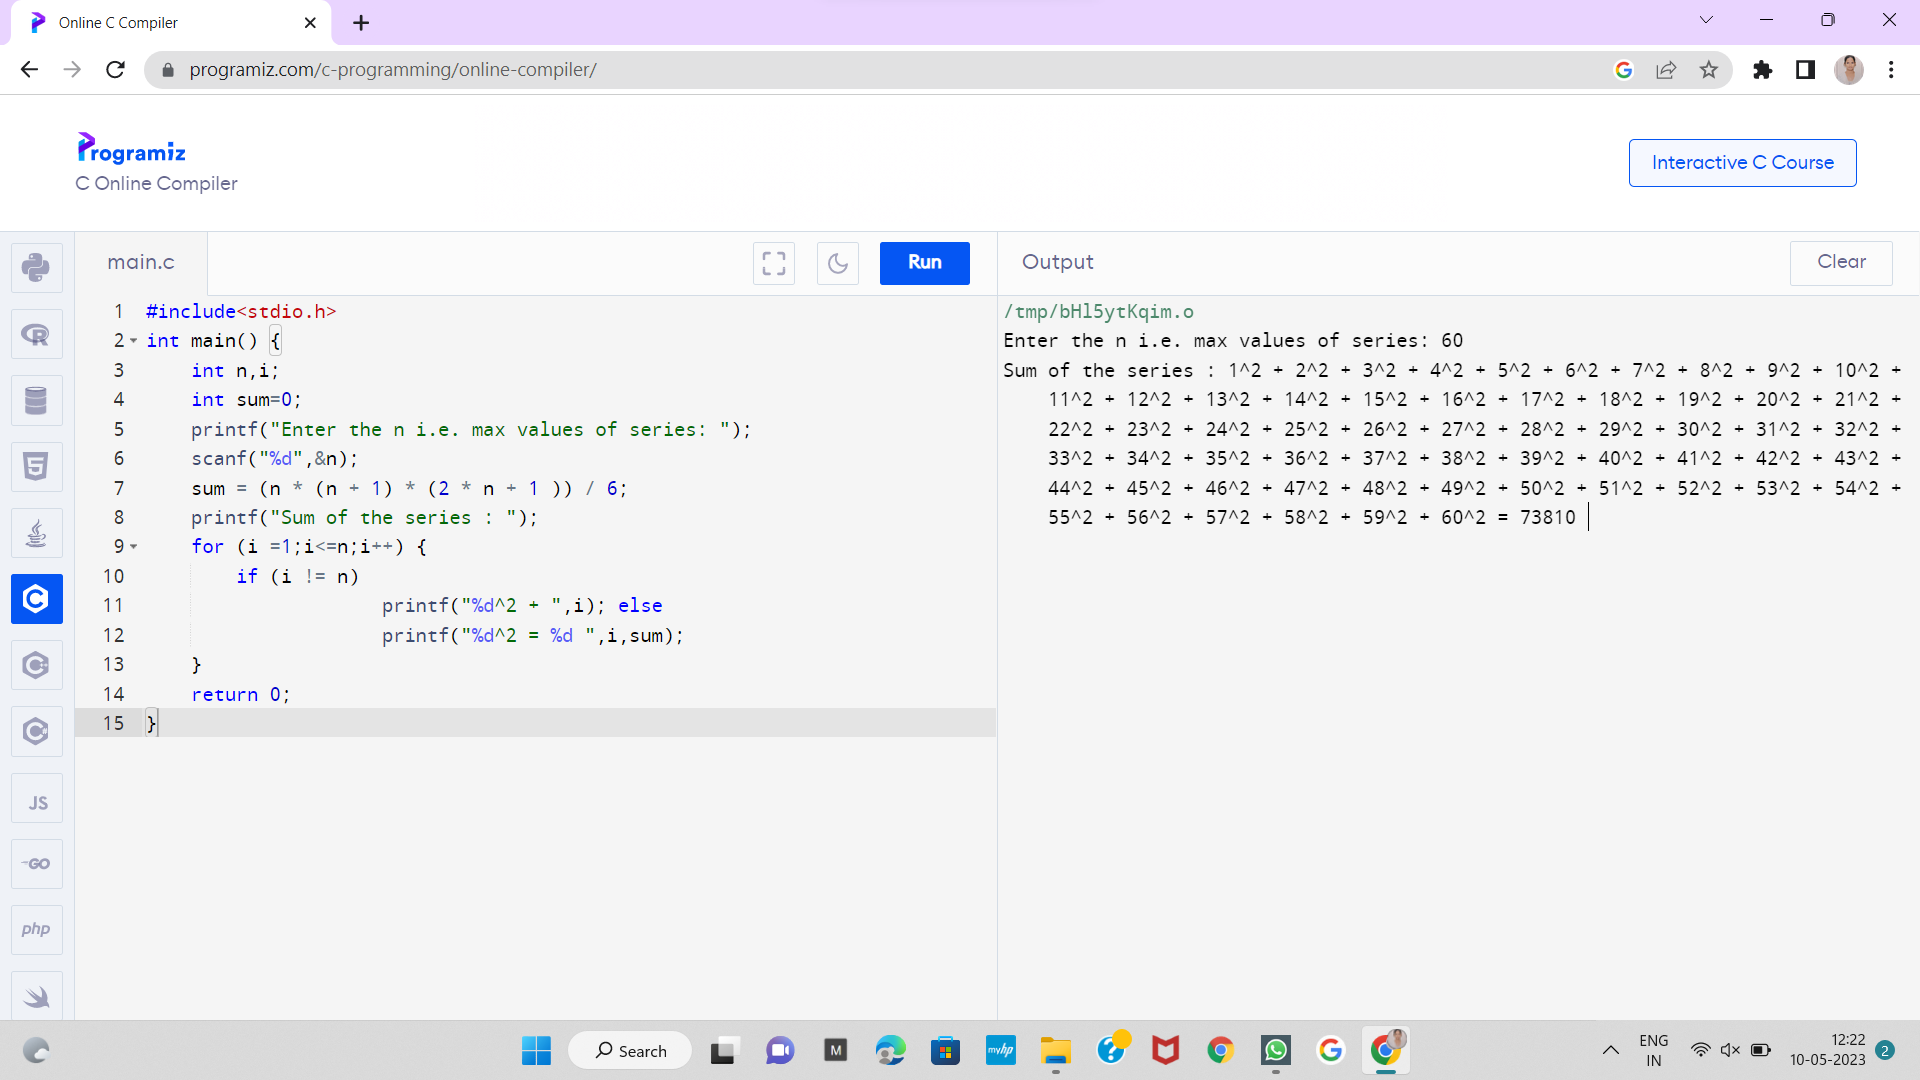 Online C Compiler
programiz.com/c-programming/online-compiler/
Programiz
C Online Compiler
Interactive C Course
main.c
Run
Output
Clear
1 #include<stdio.h>
2 int main() {
3 int n,i;
4 int sum=0;
5 printf("Enter the n i.e. max values of series: ");
6 scanf("%d",&n);
7 sum = (n * (n + 1) * (2 * n + 1 )) / 6;
8 printf("Sum of the series : ");
9 for (i =1;i<=n;i++) {
10 if (i != n)
11 printf("%d^2 + ",i); else
12 printf("%d^2 = %d ",i,sum);
13 }
14 return 0;
15 }
/tmp/bHl5ytKqim.o
Enter the n i.e. max values of series: 60
Sum of the series : 1^2 + 2^2 + 3^2 + 4^2 + 5^2 + 6^2 + 7^2 + 8^2 + 9^2 + 10^2 +
11^2 + 12^2 + 13^2 + 14^2 + 15^2 + 16^2 + 17^2 + 18^2 + 19^2 + 20^2 + 21^2 +
22^2 + 23^2 + 24^2 + 25^2 + 26^2 + 27^2 + 28^2 + 29^2 + 30^2 + 31^2 + 32^2 +
33^2 + 34^2 + 35^2 + 36^2 + 37^2 + 38^2 + 39^2 + 40^2 + 41^2 + 42^2 + 43^2 +
44^2 + 45^2 + 46^2 + 47^2 + 48^2 + 49^2 + 50^2 + 51^2 + 52^2 + 53^2 + 54^2 +
55^2 + 56^2 + 57^2 + 58^2 + 59^2 + 60^2 = 73810
R
5
C
JS
GO
php
Search
M
myhp
ENG
IN
12:22
10-05-2023
2